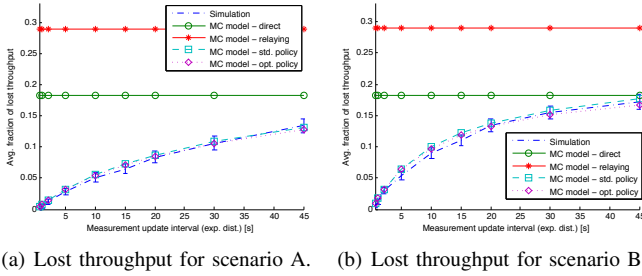 0.3
0.25
0.2
0.15
0.1
0.05
0
5 10 15 20 25 30 35 40 45
Avg. fraction of lost throughput
Measurement update interval (exp. dist.) [s]
Simulation
MC model – direct
MC model – relaying
MC model – std. policy
MC model – opt. policy
(a) Lost throughput for scenario A.
0.3
0.25
0.2
0.15
0.1
0.05
0
5 10 15 20 25 30 35 40 45
Avg. fraction of lost throughput
Measurement update interval (exp. dist.) [s]
Simulation
MC model – direct
MC model – relaying
MC model – std. policy
MC model – opt. policy
(b) Lost throughput for scenario B